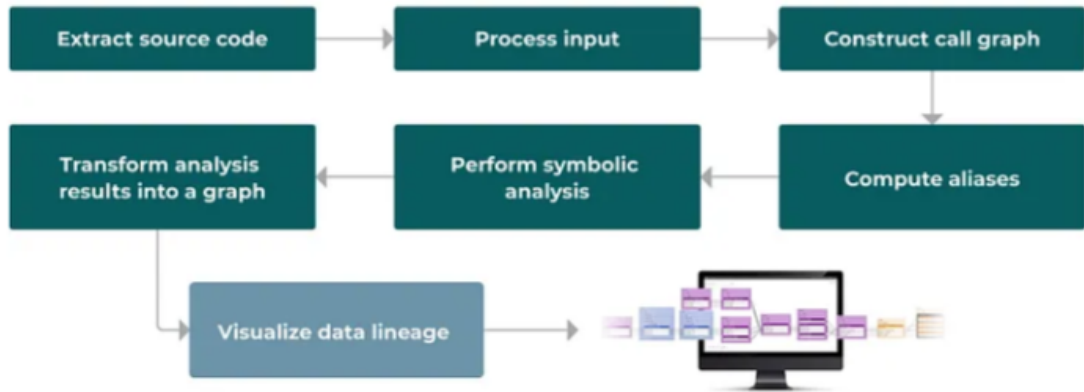 Extract source code
Process input
Construct call graph
Transform analysis
results into a graph
Perform symbolic
analysis
Compute aliases
Visualize data lineage